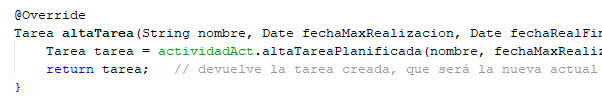 @Override
Tarea altaTarea(String nombre, Date fechaMaxRealizacion, Date fechaRealFin
Tarea tarea = actividadAct.altaTareaPlanificada(nombre, fechaMaxRealiz
return tarea;   // devuelve la tarea creada, que será la nueva actual
}